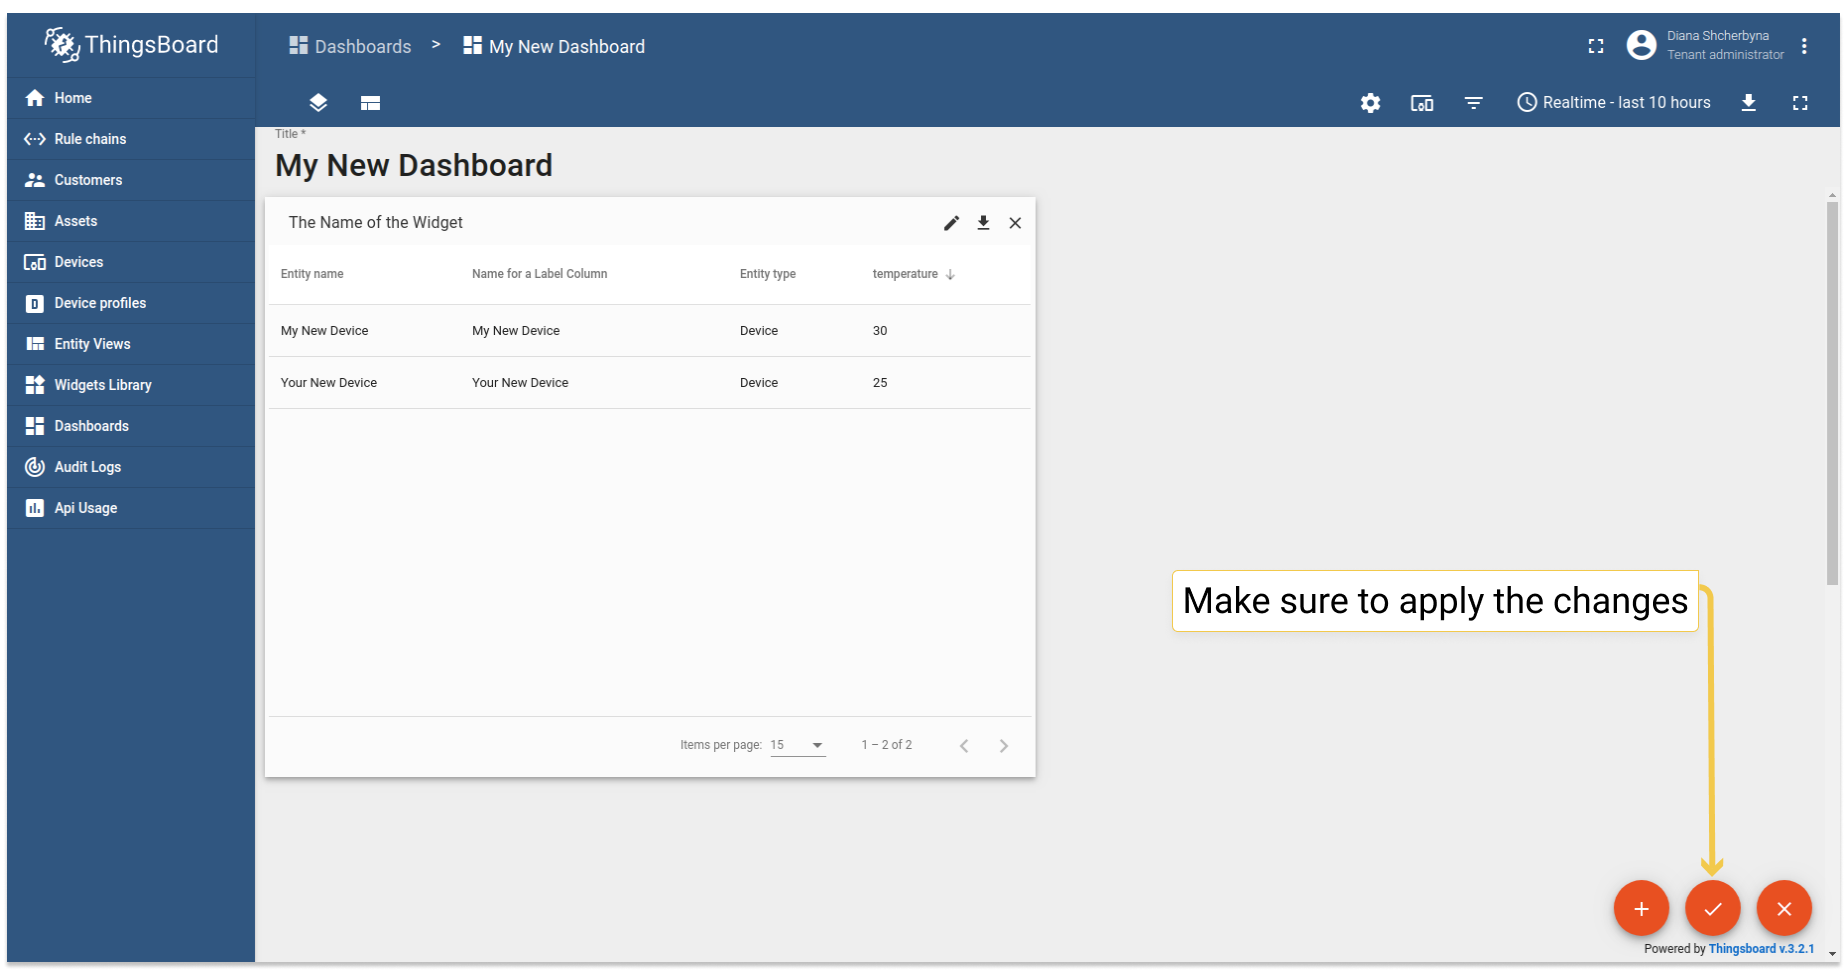 ThingsBoard
Dashboards > My New Dashboard
Diana Shcherbyna
Tenant administrator
Home
Rule chains
Customers
Assets
Devices
Device profiles
Entity Views
Widgets Library
Dashboards
Audit Logs
Api Usage
Realtime - last 10 hours
Title *
My New Dashboard
The Name of the Widget
Entity name Name for a Label Column Entity type temperature
My New Device My New Device Device 30
Your New Device Your New Device Device 25
Items per page: 15 1 – 2 of 2
Make sure to apply the changes
Powered by Thingsboard v.3.2.1